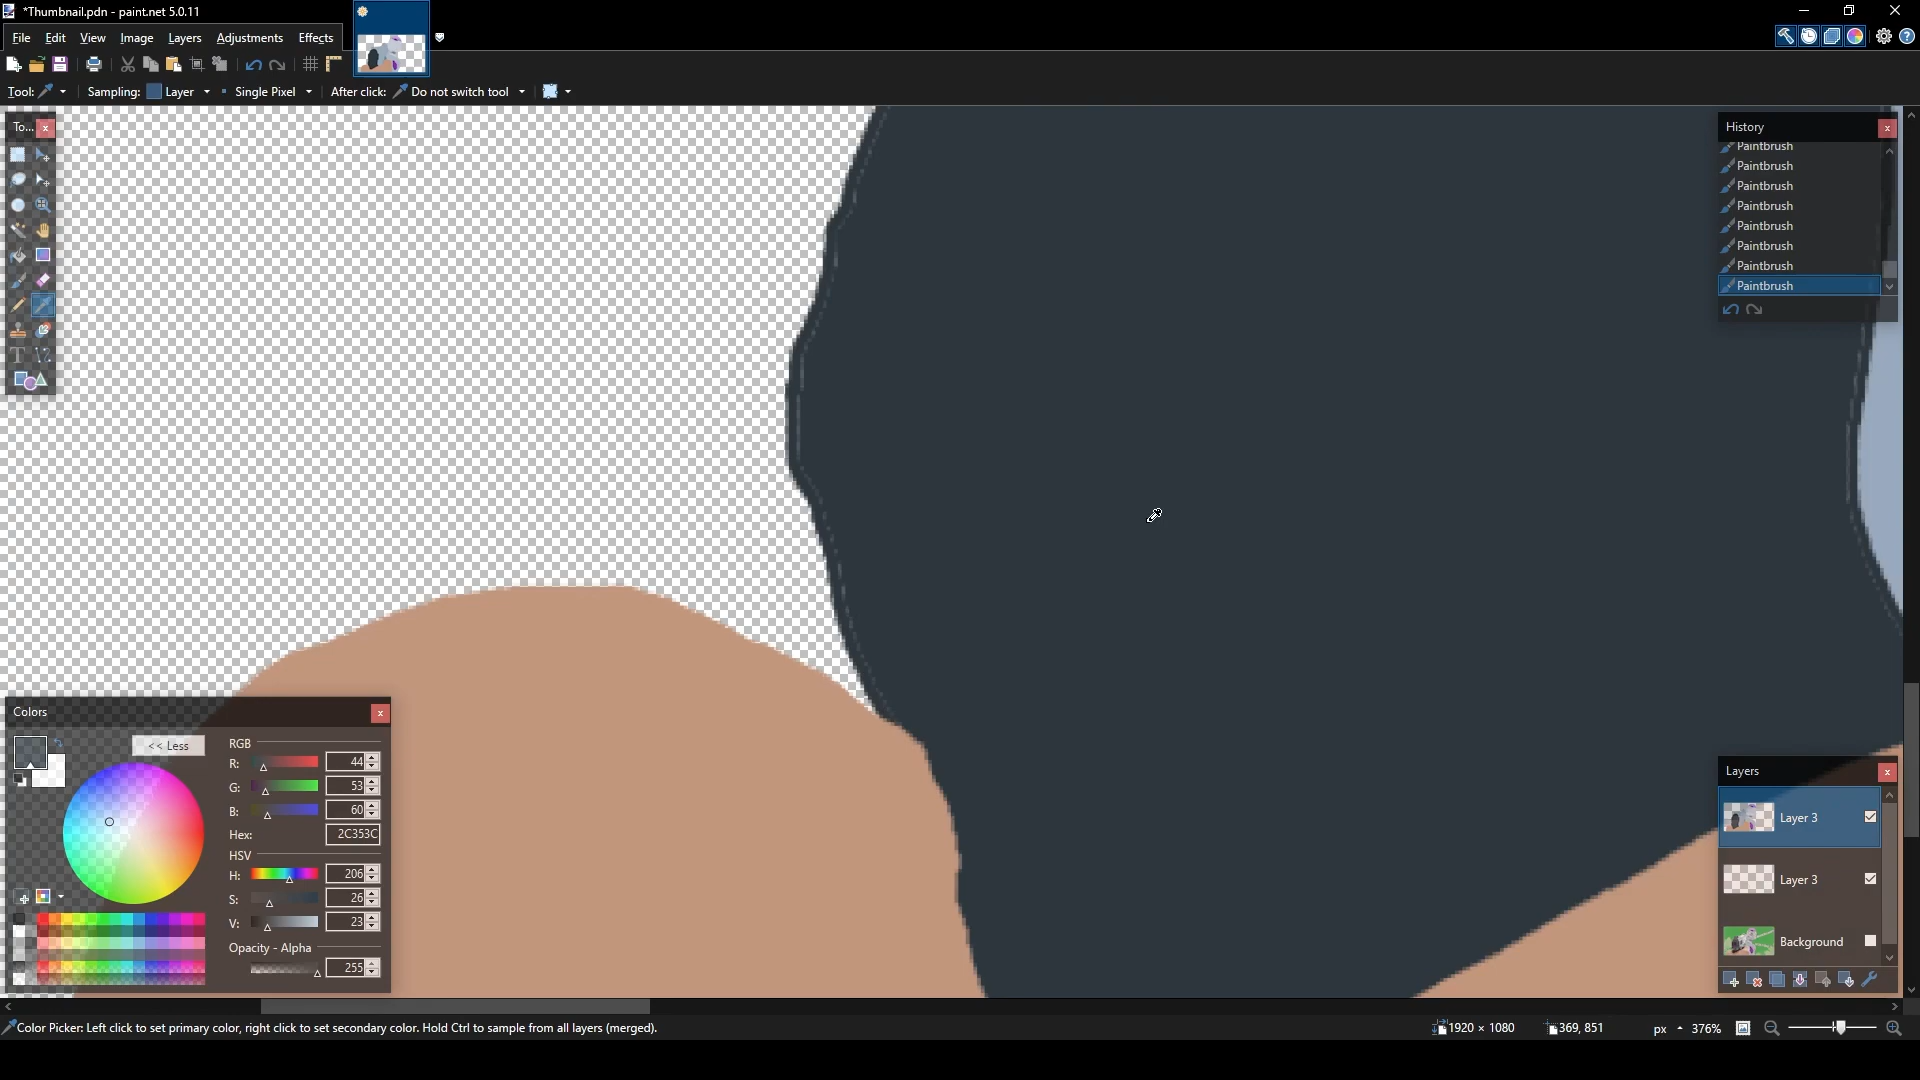 *Thumbnail.pdn - paint.net 5.0.11
File Edit View Image Layers Adjustments Effects
Tool: Sampling: Layer Single Pixel After click: Do not switch tool
To...
History
Paintbrush
Paintbrush
Paintbrush
Paintbrush
Paintbrush
Paintbrush
Paintbrush
Paintbrush
Colors
<< Less
RGB
R: 44
G: 53
B: 60
Hex: 2C353C
HSV
H: 206
S: 26
V: 23
Opacity - Alpha
255
Layers
Layer 3
Layer 3
Background
Color Picker: Left click to set primary color, right click to set secondary color. Hold Ctrl to sample from all layers (merged).
1920 × 1080 369, 851 px 376%